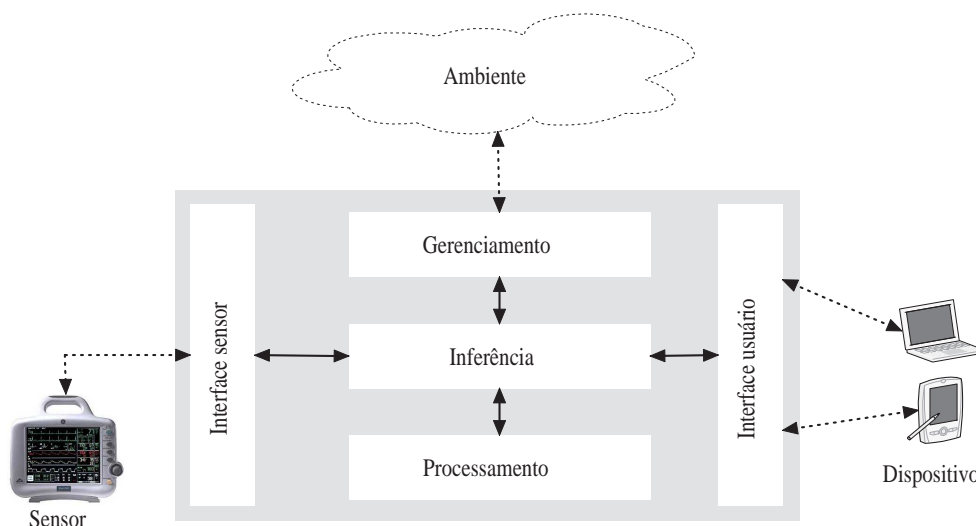 Ambiente
Gerenciamento
Interface sensor
Inferência
Interface usuário
Processamento
Sensor
Dispositivo